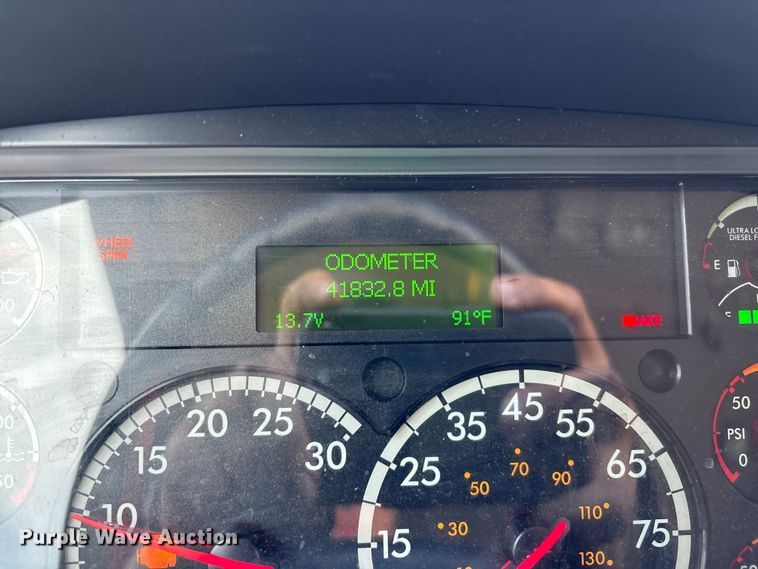 WHEEL
SPIN
ODOMETER
41832.8 MI
13.7V 91°F
BRAKE
ULTRA LO
DIESEL F
E
50
PSI
0
10
15
20
25
30
15
25
35
45
55
65
75
30
50
70
90
110
130
Purple Wave Auction